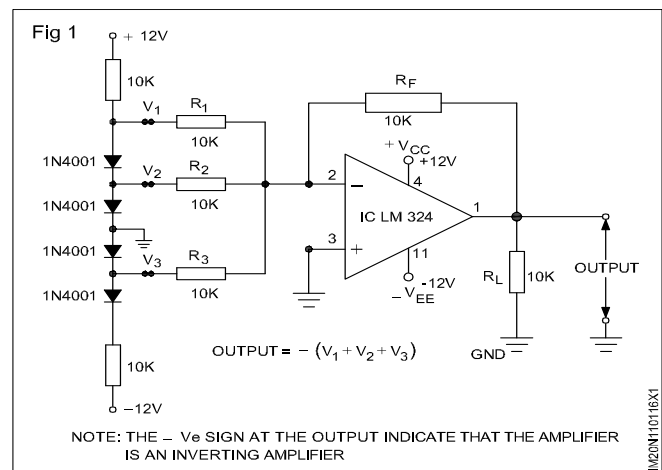 Fig 1
+ 12V
10K
V1
R1
10K
RF
10K
1N4001
V2
R2
10K
+ VCC
+12V
2
−
4
1N4001
IC LM 324
1
3
+
11
1N4001
V3
R3
10K
-12V
− VEE
RL
10K
OUTPUT
1N4001
10K
OUTPUT = − (V1 + V2 + V3)
GND
−12V
NOTE: THE – Ve SIGN AT THE OUTPUT INDICATE THAT THE AMPLIFIER
IS AN INVERTING AMPLIFIER
IM20N110116X1